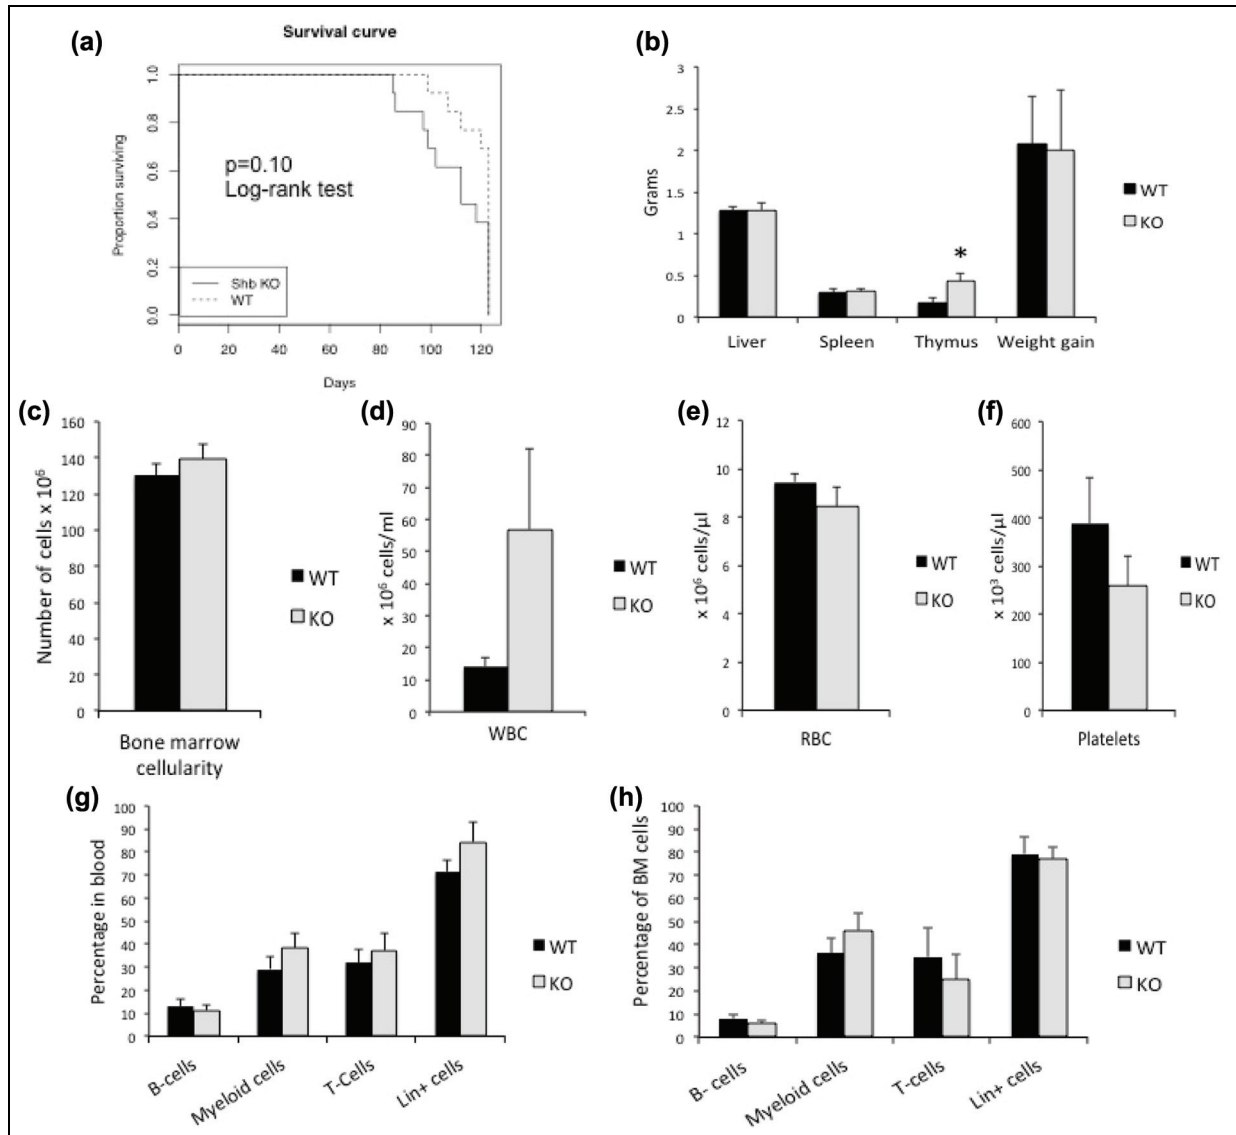 (a)
Survival curve
Proportion surviving
1.0
0.8
0.6
0.4
0.2
0.0
p=0.10
Log-rank test
Shb KO
WT
0 20 40 60 80 100 120
Days
(b)
Grams
3
2.5
2
1.5
1
0.5
0
*
Liver Spleen Thymus Weight gain
WT
KO
(c)
Number of cells x 10⁶
160
140
120
100
80
60
40
20
0
Bone marrow
cellularity
WT
KO
(d)
x 10⁶ cells/ml
90
80
70
60
50
40
30
20
10
0
WBC
WT
KO
(e)
x 10⁶ cells/µl
12
10
8
6
4
2
0
RBC
WT
KO
(f)
x 10³ cells/µl
600
500
400
300
200
100
0
Platelets
WT
KO
(g)
Percentage in blood
100
90
80
70
60
50
40
30
20
10
0
B-cells Myeloid cells T-Cells Lin+ cells
WT
KO
(h)
Percentage of BM cells
100
90
80
70
60
50
40
30
20
10
0
B- cells Myeloid cells T-cells Lin+ cells
WT
KO